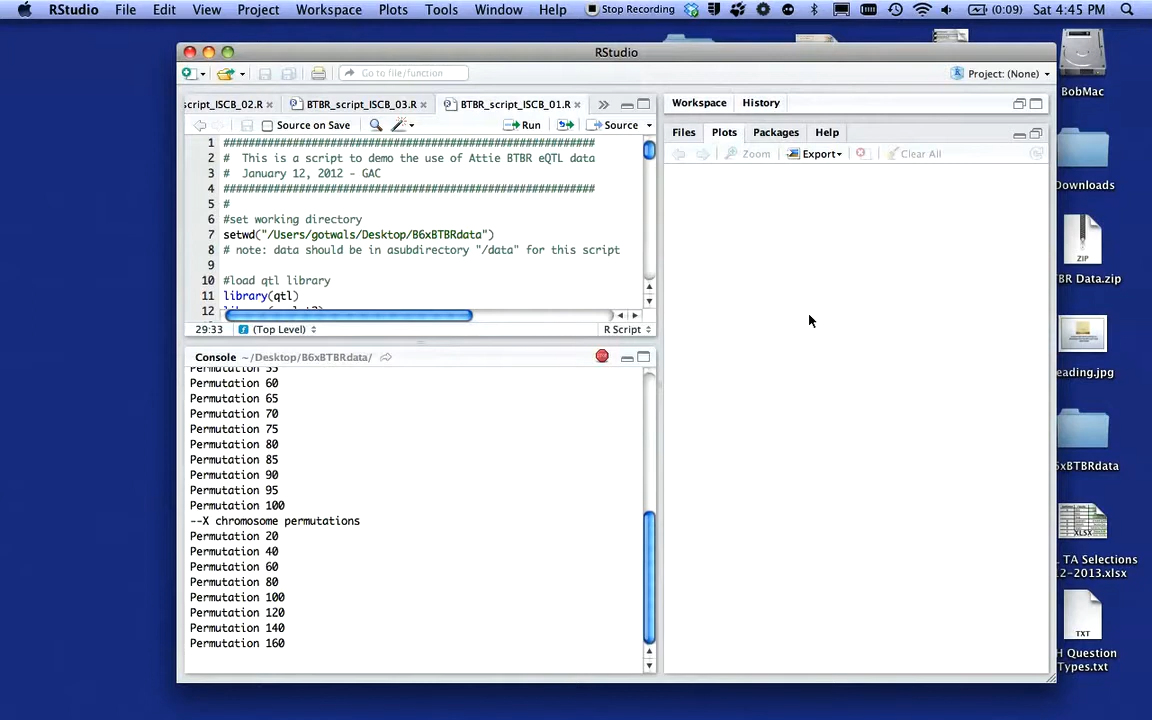 RStudio File Edit View Project Workspace Plots Tools Window Help Stop Recording (0:09) Sat 4:45 PM
RStudio
Go to file/function Project: (None)
script_ISCB_02.R BTBR_script_ISCB_03.R BTBR_script_ISCB_01.R
Source on Save Run Source
1 ############################################################
2 # This is a script to demo the use of Attie BTBR eQTL data
3 # January 12, 2012 - GAC
4 ############################################################
5 #
6 #set working directory
7 setwd("/Users/gotwals/Desktop/B6xBTBRdata")
8 # note: data should be in asubdirectory "/data" for this script
9
10 #load qtl library
11 library(qtl)
12
29:33 (Top Level) R Script
Console ~/Desktop/B6xBTBRdata/
Permutation 55
Permutation 60
Permutation 65
Permutation 70
Permutation 75
Permutation 80
Permutation 85
Permutation 90
Permutation 95
Permutation 100
--X chromosome permutations
Permutation 20
Permutation 40
Permutation 60
Permutation 80
Permutation 100
Permutation 120
Permutation 140
Permutation 160
Workspace History
Files Plots Packages Help
Zoom Export Clear All
BobMac
Downloads
ZIP
BR Data.zip
eading.jpg
6xBTBRdata
XLSX
L TA Selections
12-2013.xlsx
TXT
H Question
Types.txt